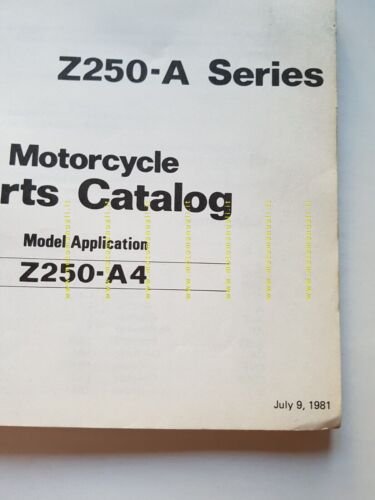 Z250-A Series
Motorcycle
rts Catalog
Model Application
Z250-A4
July 9, 1981